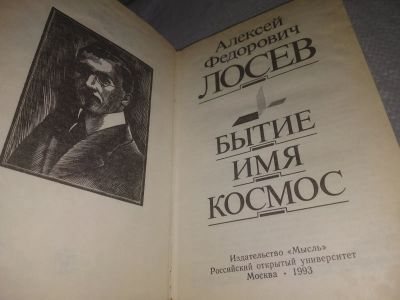 Алексей
Федорович
ЛОСЕВ
БЫТИЕ
ИМЯ
КОСМОС
Издательство «Мысль»
Российский открытый университет
Москва · 1993